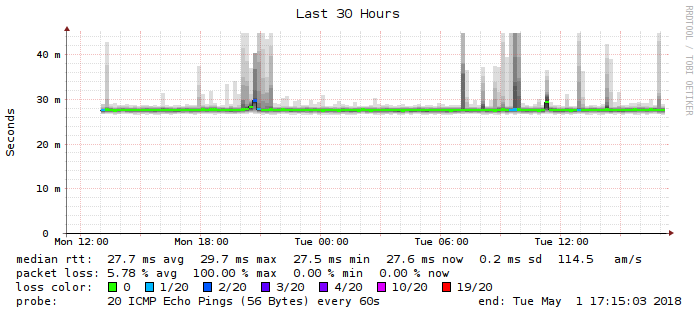 Last 30 Hours
RRDTOOL / TOBI OETIKER
Seconds
40 m
30 m
20 m
10 m
0
Mon 12:00 Mon 18:00 Tue 00:00 Tue 06:00 Tue 12:00
median rtt: 27.7 ms avg 29.7 ms max 27.5 ms min 27.6 ms now 0.2 ms sd 114.5 am/s
packet loss: 5.78 % avg 100.00 % max 0.00 % min 0.00 % now
loss color: 0 1/20 2/20 3/20 4/20 10/20 19/20
probe: 20 ICMP Echo Pings (56 Bytes) every 60s end: Tue May 1 17:15:03 2018